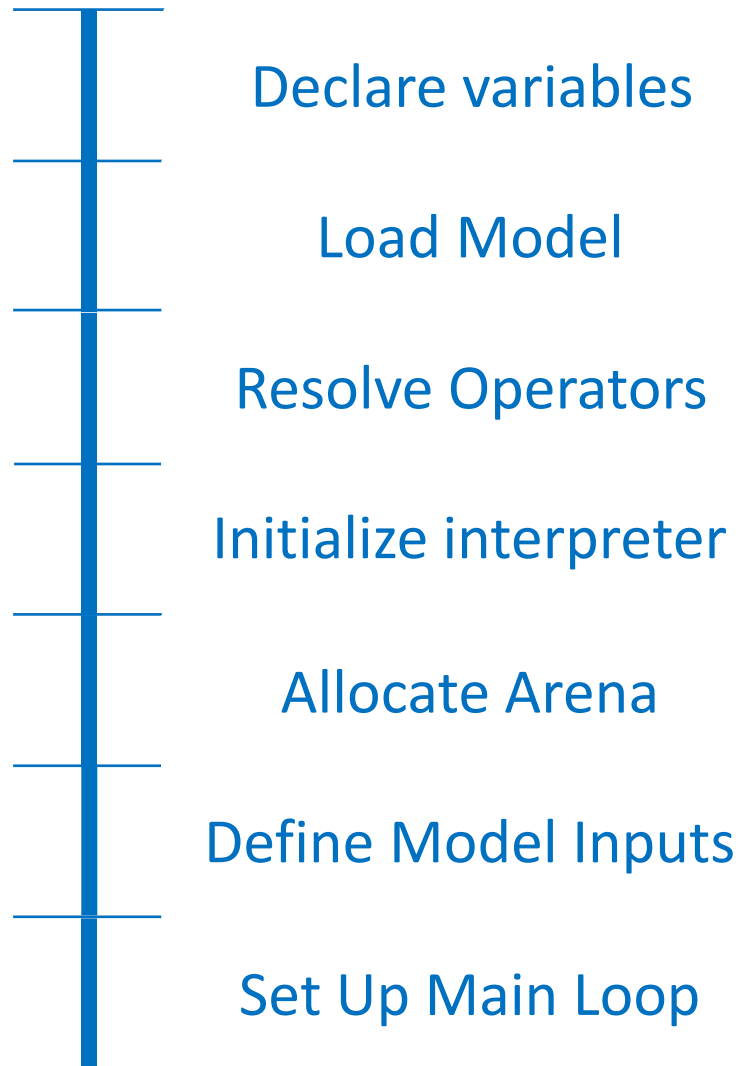 Declare variables
Load Model
Resolve Operators
Initialize interpreter
Allocate Arena
Define Model Inputs
Set Up Main Loop